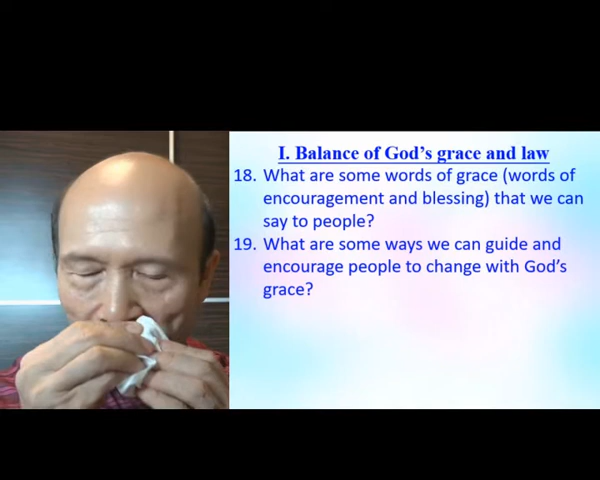 I. Balance of God's grace and law
18. What are some words of grace (words of
encouragement and blessing) that we can
say to people?
19. What are some ways we can guide and
encourage people to change with God's
grace?